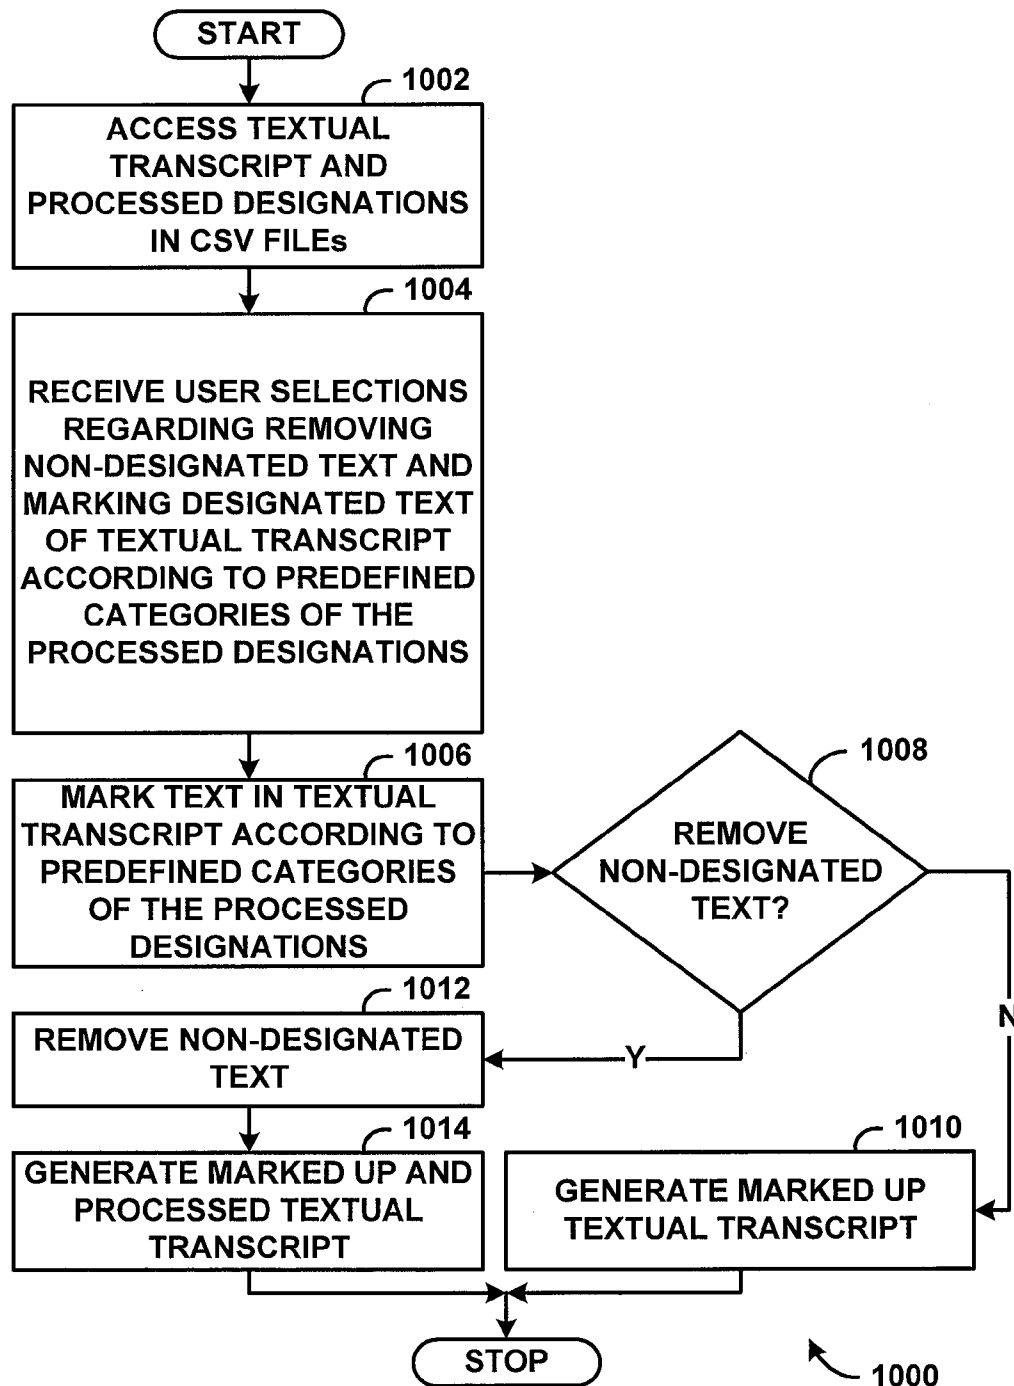 START
1002
ACCESS TEXTUAL
TRANSCRIPT AND
PROCESSED DESIGNATIONS
IN CSV FILEs
1004
RECEIVE USER SELECTIONS
REGARDING REMOVING
NON-DESIGNATED TEXT AND
MARKING DESIGNATED TEXT
OF TEXTUAL TRANSCRIPT
ACCORDING TO PREDEFINED
CATEGORIES OF THE
PROCESSED DESIGNATIONS
1006
MARK TEXT IN TEXTUAL
TRANSCRIPT ACCORDING TO
PREDEFINED CATEGORIES
OF THE PROCESSED
DESIGNATIONS
1008
REMOVE
NON-DESIGNATED
TEXT?
N
Y
1012
REMOVE NON-DESIGNATED
TEXT
1014
GENERATE MARKED UP AND
PROCESSED TEXTUAL
TRANSCRIPT
1010
GENERATE MARKED UP
TEXTUAL TRANSCRIPT
STOP
1000